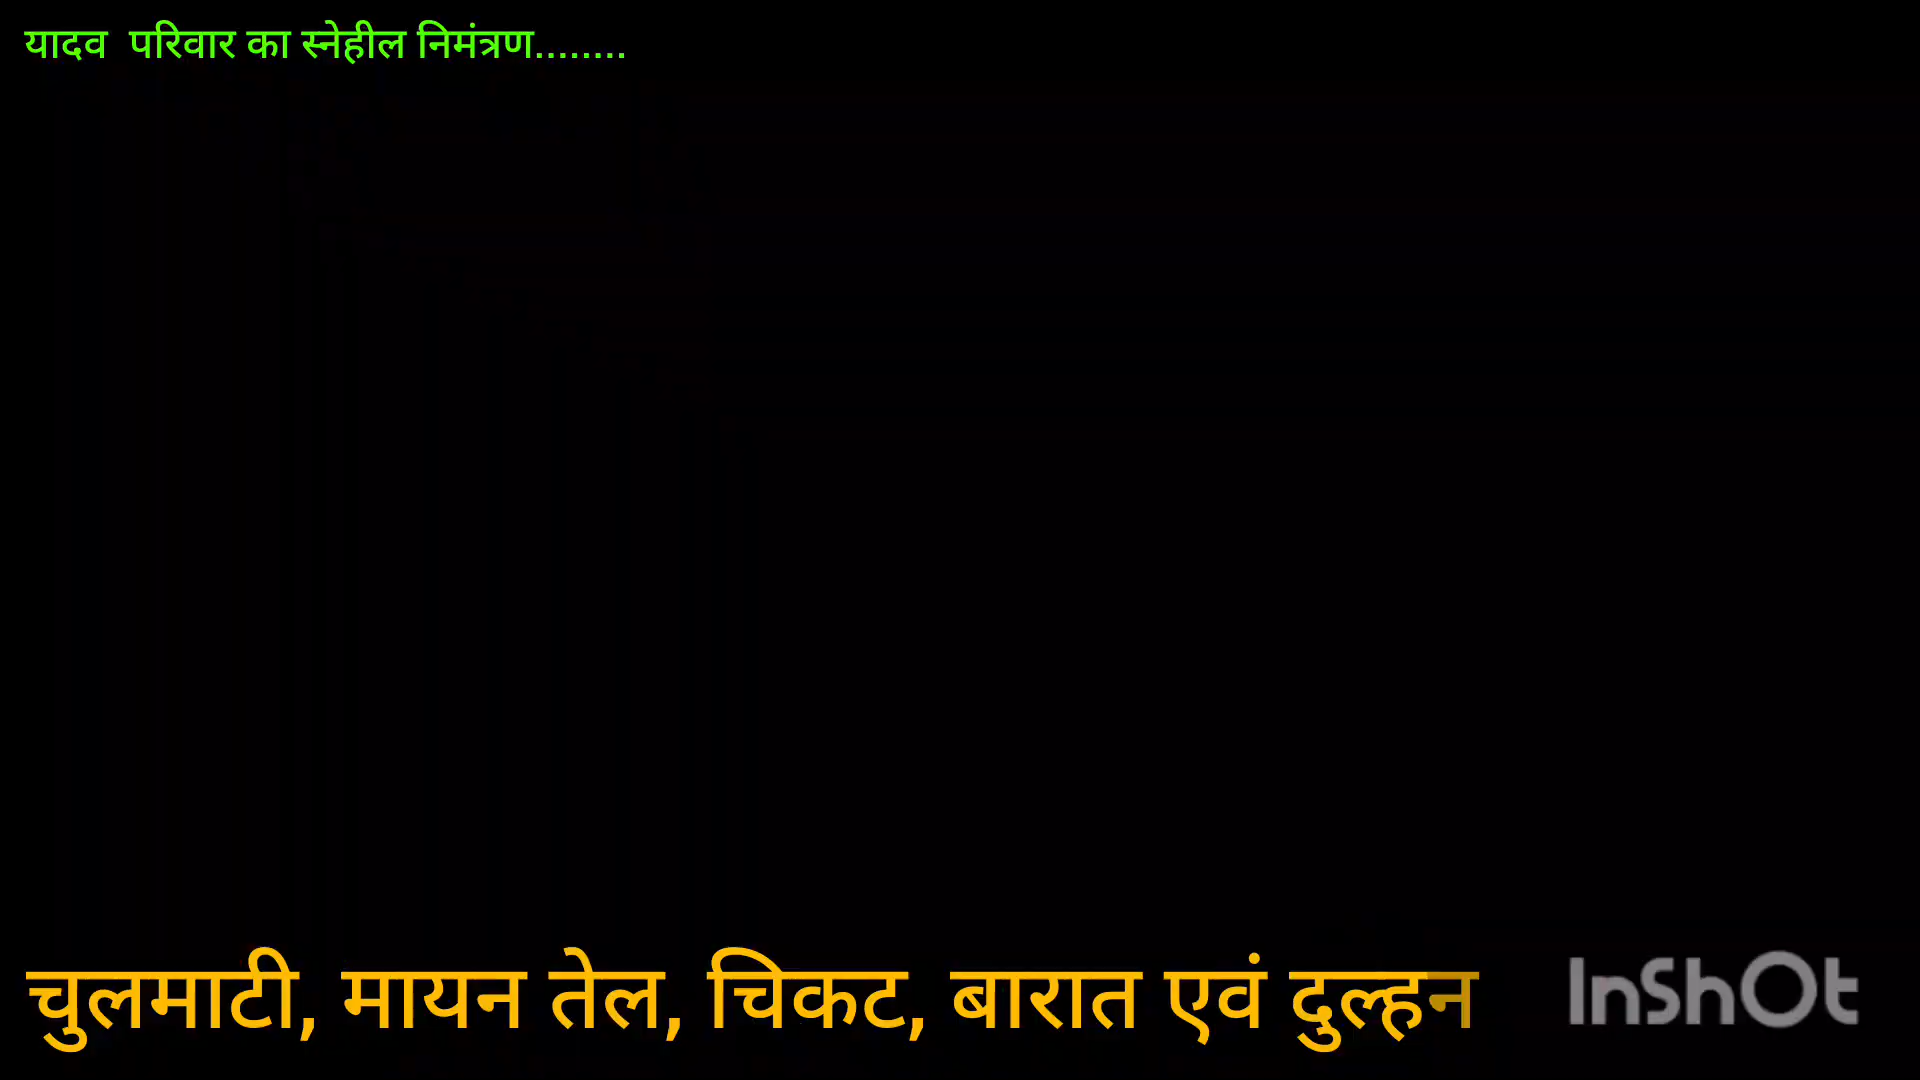 यादव  परिवार का स्नेहील निमंत्रण........
चुलमाटी, मायन तेल, चिकट, बारात एवं दुल्हन
InShOt